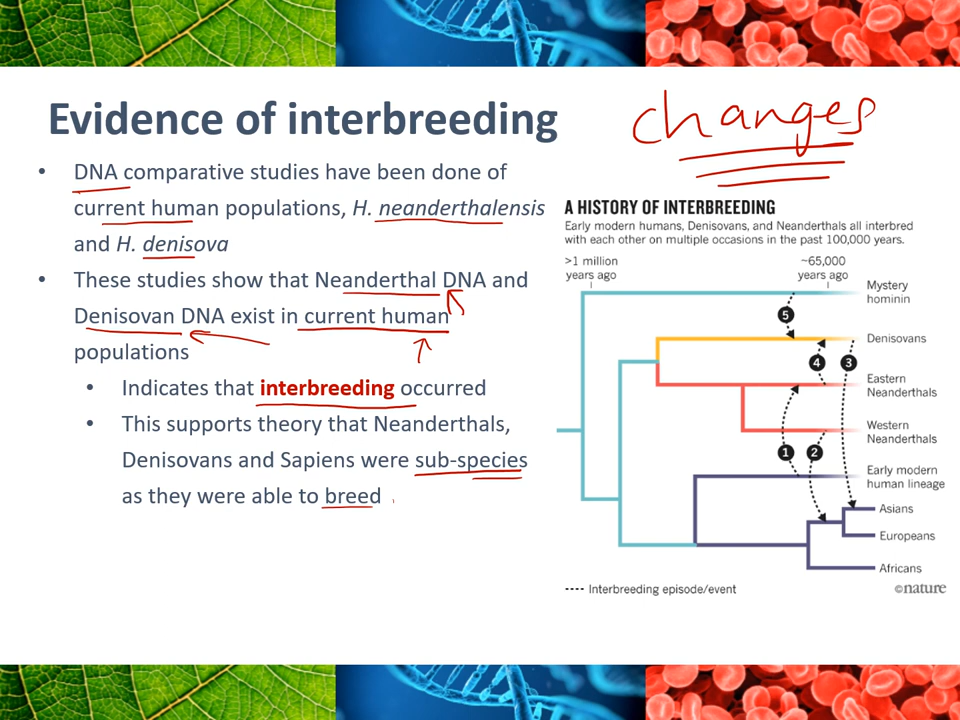 Evidence of interbreeding
changes
• DNA comparative studies have been done of
current human populations, H. neanderthalensis
and H. denisova
• These studies show that Neanderthal DNA and
Denisovan DNA exist in current human
populations
• Indicates that interbreeding occurred
• This supports theory that Neanderthals,
Denisovans and Sapiens were sub-species
as they were able to breed
A HISTORY OF INTERBREEDING
Early modern humans, Denisovans, and Neanderthals all interbred
with each other on multiple occasions in the past 100,000 years.
>1 million
years ago
~65,000
years ago
Mystery
hominin
5
Denisovans
4 3
Eastern
Neanderthals
Western
Neanderthals
1 2
Early modern
human lineage
Asians
Europeans
Africans
---- Interbreeding episode/event
©nature